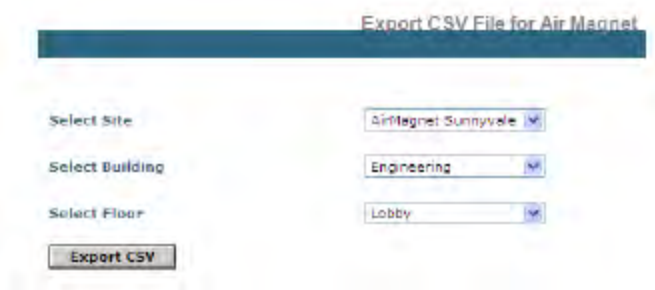 Export CSV File for Air Magnet
Select Site AirMagnet Sunnyvale
Select Building Engineering
Select Floor Lobby
Export CSV